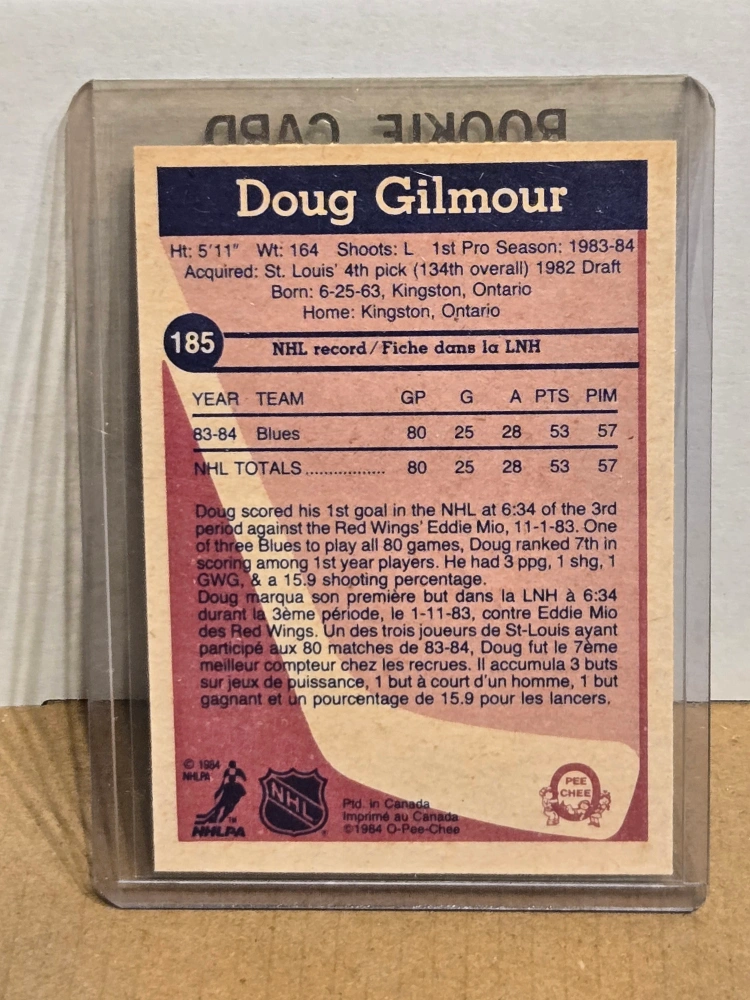 ROOKIE CARD
Doug Gilmour
Ht: 5'11" Wt: 164 Shoots: L 1st Pro Season: 1983-84
Acquired: St. Louis' 4th pick (134th overall) 1982 Draft
Born: 6-25-63, Kingston, Ontario
Home: Kingston, Ontario
185
NHL record/Fiche dans la LNH
YEAR TEAM GP G A PTS PIM
83-84 Blues 80 25 28 53 57
NHL TOTALS................ 80 25 28 53 57
Doug scored his 1st goal in the NHL at 6:34 of the 3rd
period against the Red Wings' Eddie Mio, 11-1-83. One
of three Blues to play all 80 games, Doug ranked 7th in
scoring among 1st year players. He had 3 ppg, 1 shg, 1
GWG, & a 15.9 shooting percentage.
Doug marqua son première but dans la LNH à 6:34
durant la 3ème période, le 1-11-83, contre Eddie Mio
des Red Wings. Un des trois joueurs de St-Louis ayant
participé aux 80 matches de 83-84, Doug fut le 7ème
meilleur compteur chez les recrues. Il accumula 3 buts
sur jeux de puissance, 1 but à court d'un homme, 1 but
gagnant et un pourcentage de 15.9 pour les lancers.
© 1984
NHLPA
NHLPA
TM
NHL
Ptd. in Canada
Imprimé au Canada
©1984 O-Pee-Chee
PEE
CHEE